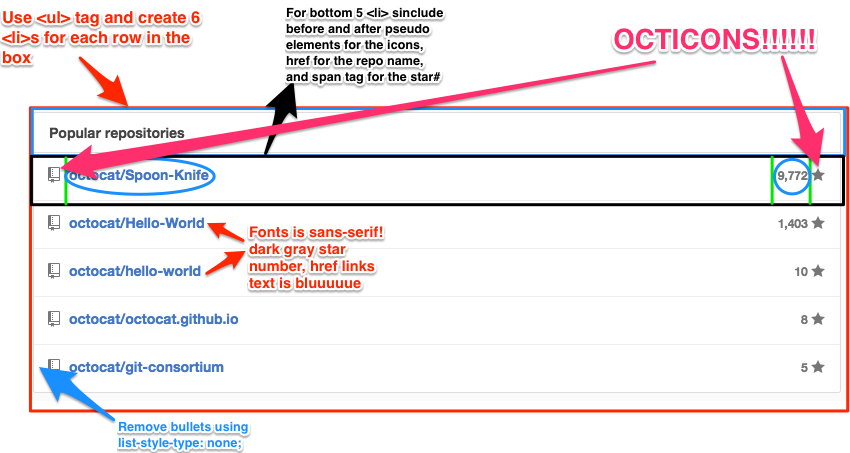 Use <ul> tag and create 6
<li>s for each row in the
box
For bottom 5 <li> sinclude
before and after pseudo
elements for the icons,
href for the repo name,
and span tag for the star#
OCTICONS!!!!!!
Popular repositories
octocat/Spoon-Knife 9,772
octocat/Hello-World 1,403
Fonts is sans-serif!
dark gray star
number, href links
text is bluuuuue
octocat/hello-world 10
octocat/octocat.github.io 8
octocat/git-consortium 5
Remove bullets using
list-style-type: none;